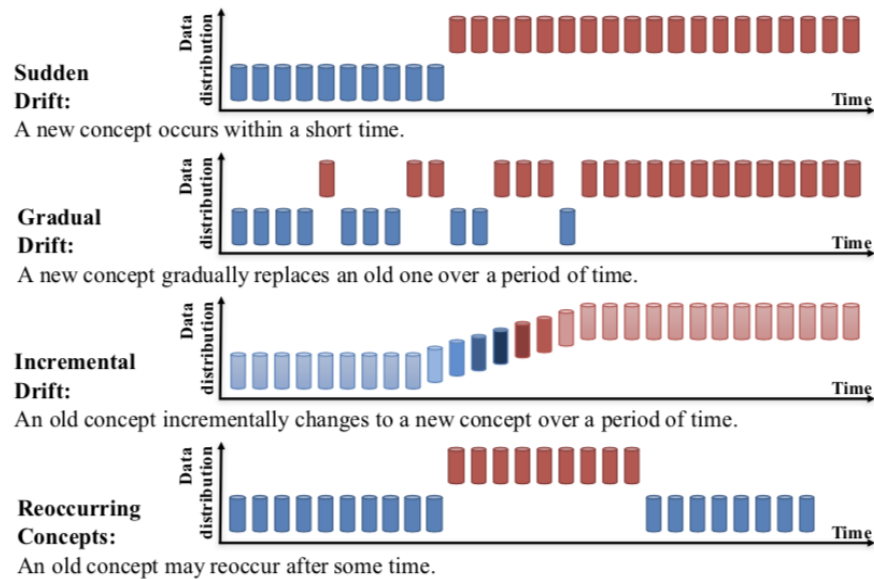 Data
distribution
Sudden
Drift:
Time
A new concept occurs within a short time.
Data
distribution
Gradual
Drift:
Time
A new concept gradually replaces an old one over a period of time.
Data
distribution
Incremental
Drift:
Time
An old concept incrementally changes to a new concept over a period of time.
Data
distribution
Reoccurring
Concepts:
Time
An old concept may reoccur after some time.